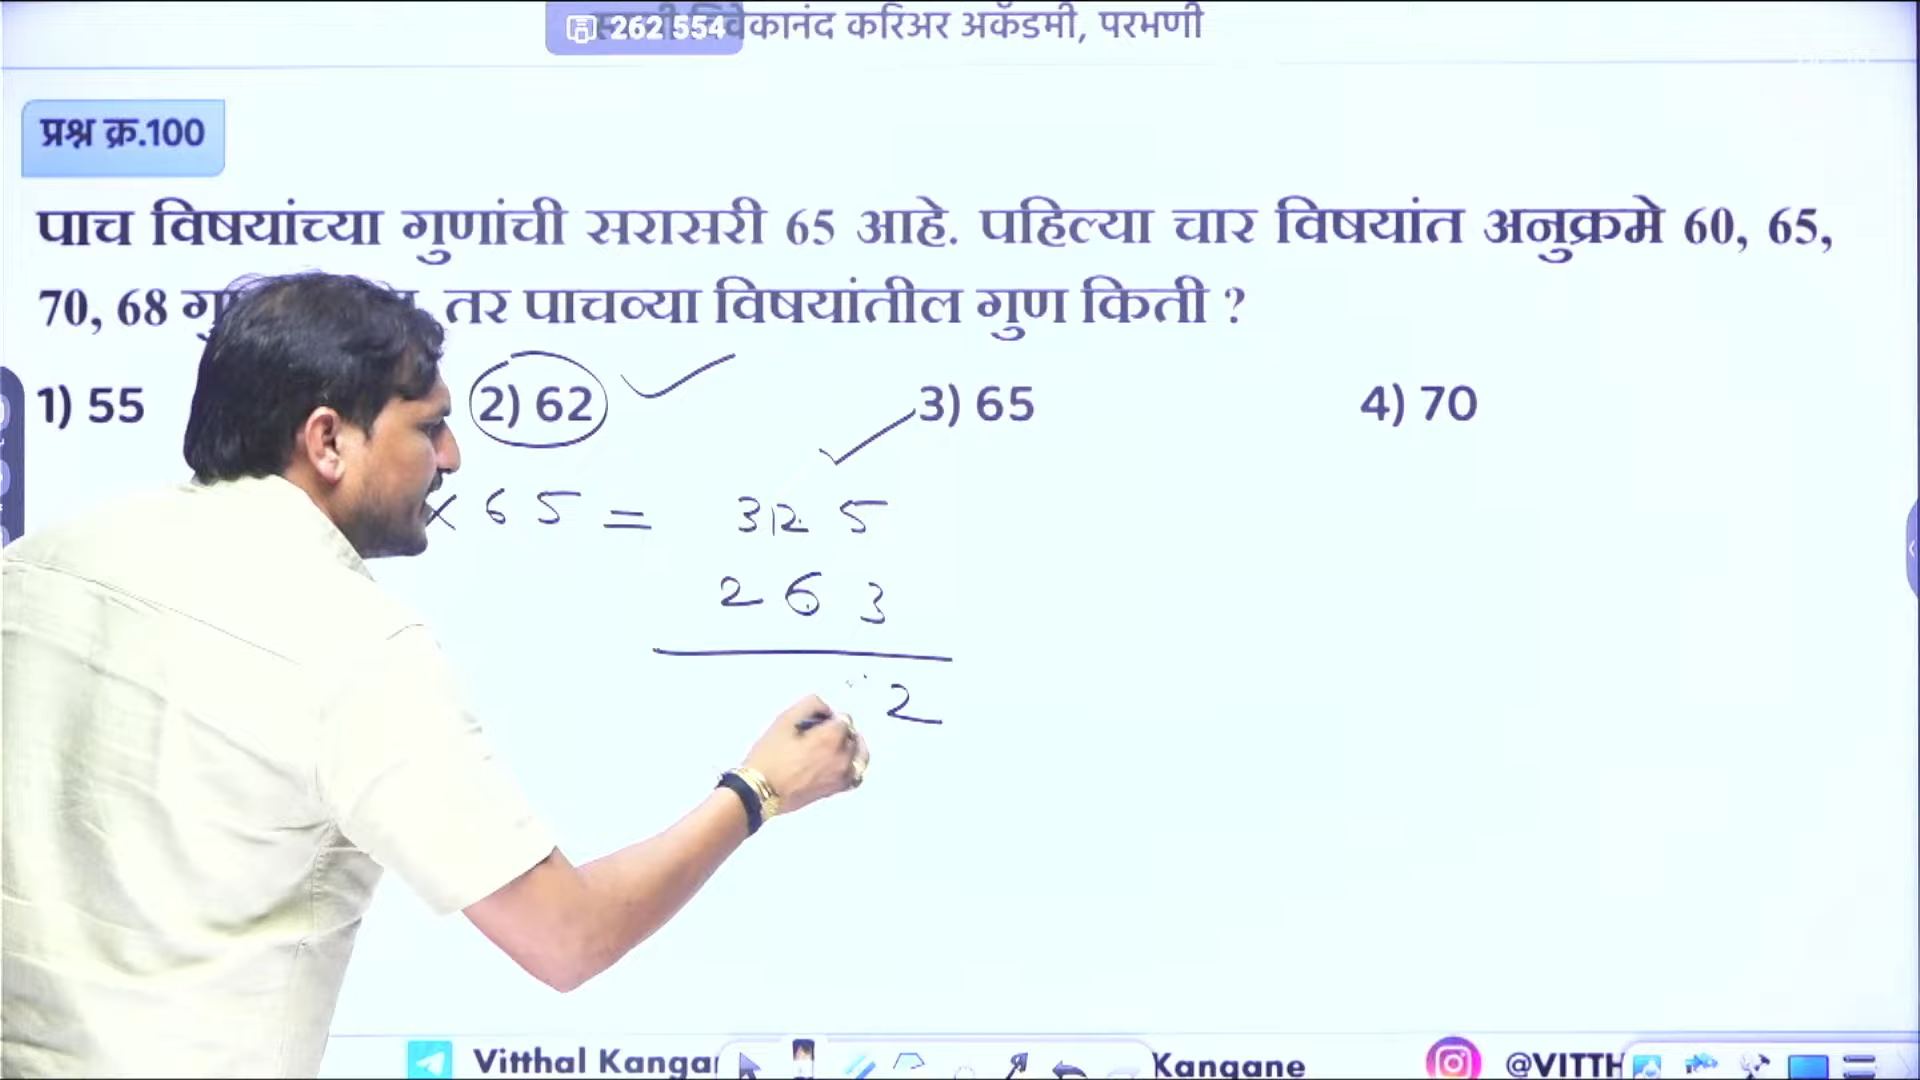 262 554 करिअर अकॅडमी, परभणी
प्रश्न क्र.100
पाच विषयांच्या गुणांची सरासरी 65 आहे. पहिल्या चार विषयांत अनुक्रमे 60, 65,
70, 68 तर पाचव्या विषयांतील गुण किती ?
1) 55 2) 62 3) 65 4) 70
× 65 = 325
263
2
Vitthal Kangane @VITTH